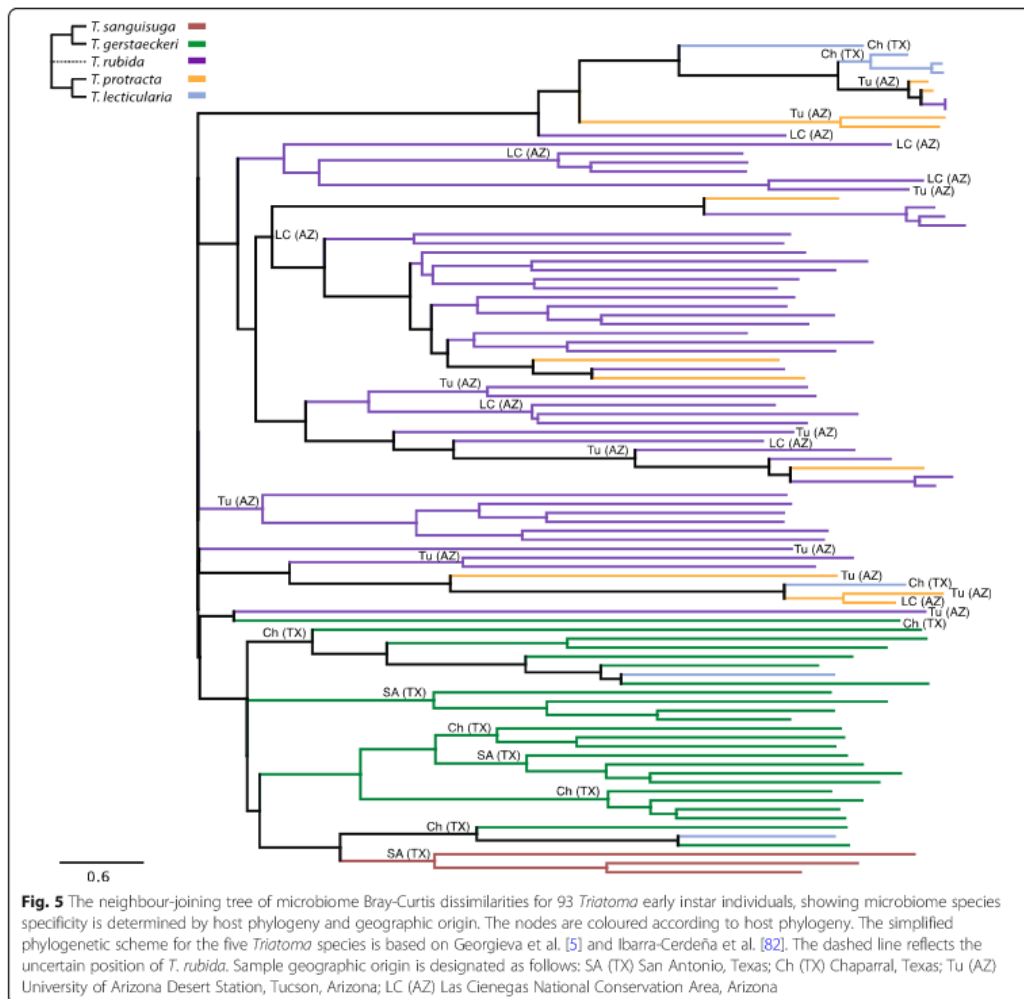 T. sanguisuga
T. gerstaeckeri
T. rubida
T. protracta
T. lecticularia
Ch (TX)
Ch (TX)
Tu (AZ)
Tu (AZ)
LC (AZ)
LC (AZ)
LC (AZ)
LC (AZ)
Tu (AZ)
LC (AZ)
Tu (AZ)
LC (AZ)
Tu (AZ)
LC (AZ)
Tu (AZ)
Tu (AZ)
Tu (AZ)
Tu (AZ)
Tu (AZ)
Ch (TX)
Tu (AZ)
LC (AZ)
Tu (AZ)
Ch (TX)
Ch (TX)
SA (TX)
Ch (TX)
SA (TX)
Ch (TX)
Ch (TX)
SA (TX)
0.6
Fig. 5 The neighbour-joining tree of microbiome Bray-Curtis dissimilarities for 93 Triatoma early instar individuals, showing microbiome species
specificity is determined by host phylogeny and geographic origin. The nodes are coloured according to host phylogeny. The simplified
phylogenetic scheme for the five Triatoma species is based on Georgieva et al. [5] and Ibarra-Cerdeña et al. [82]. The dashed line reflects the
uncertain position of T. rubida. Sample geographic origin is designated as follows: SA (TX) San Antonio, Texas; Ch (TX) Chaparral, Texas; Tu (AZ)
University of Arizona Desert Station, Tucson, Arizona; LC (AZ) Las Cienegas National Conservation Area, Arizona